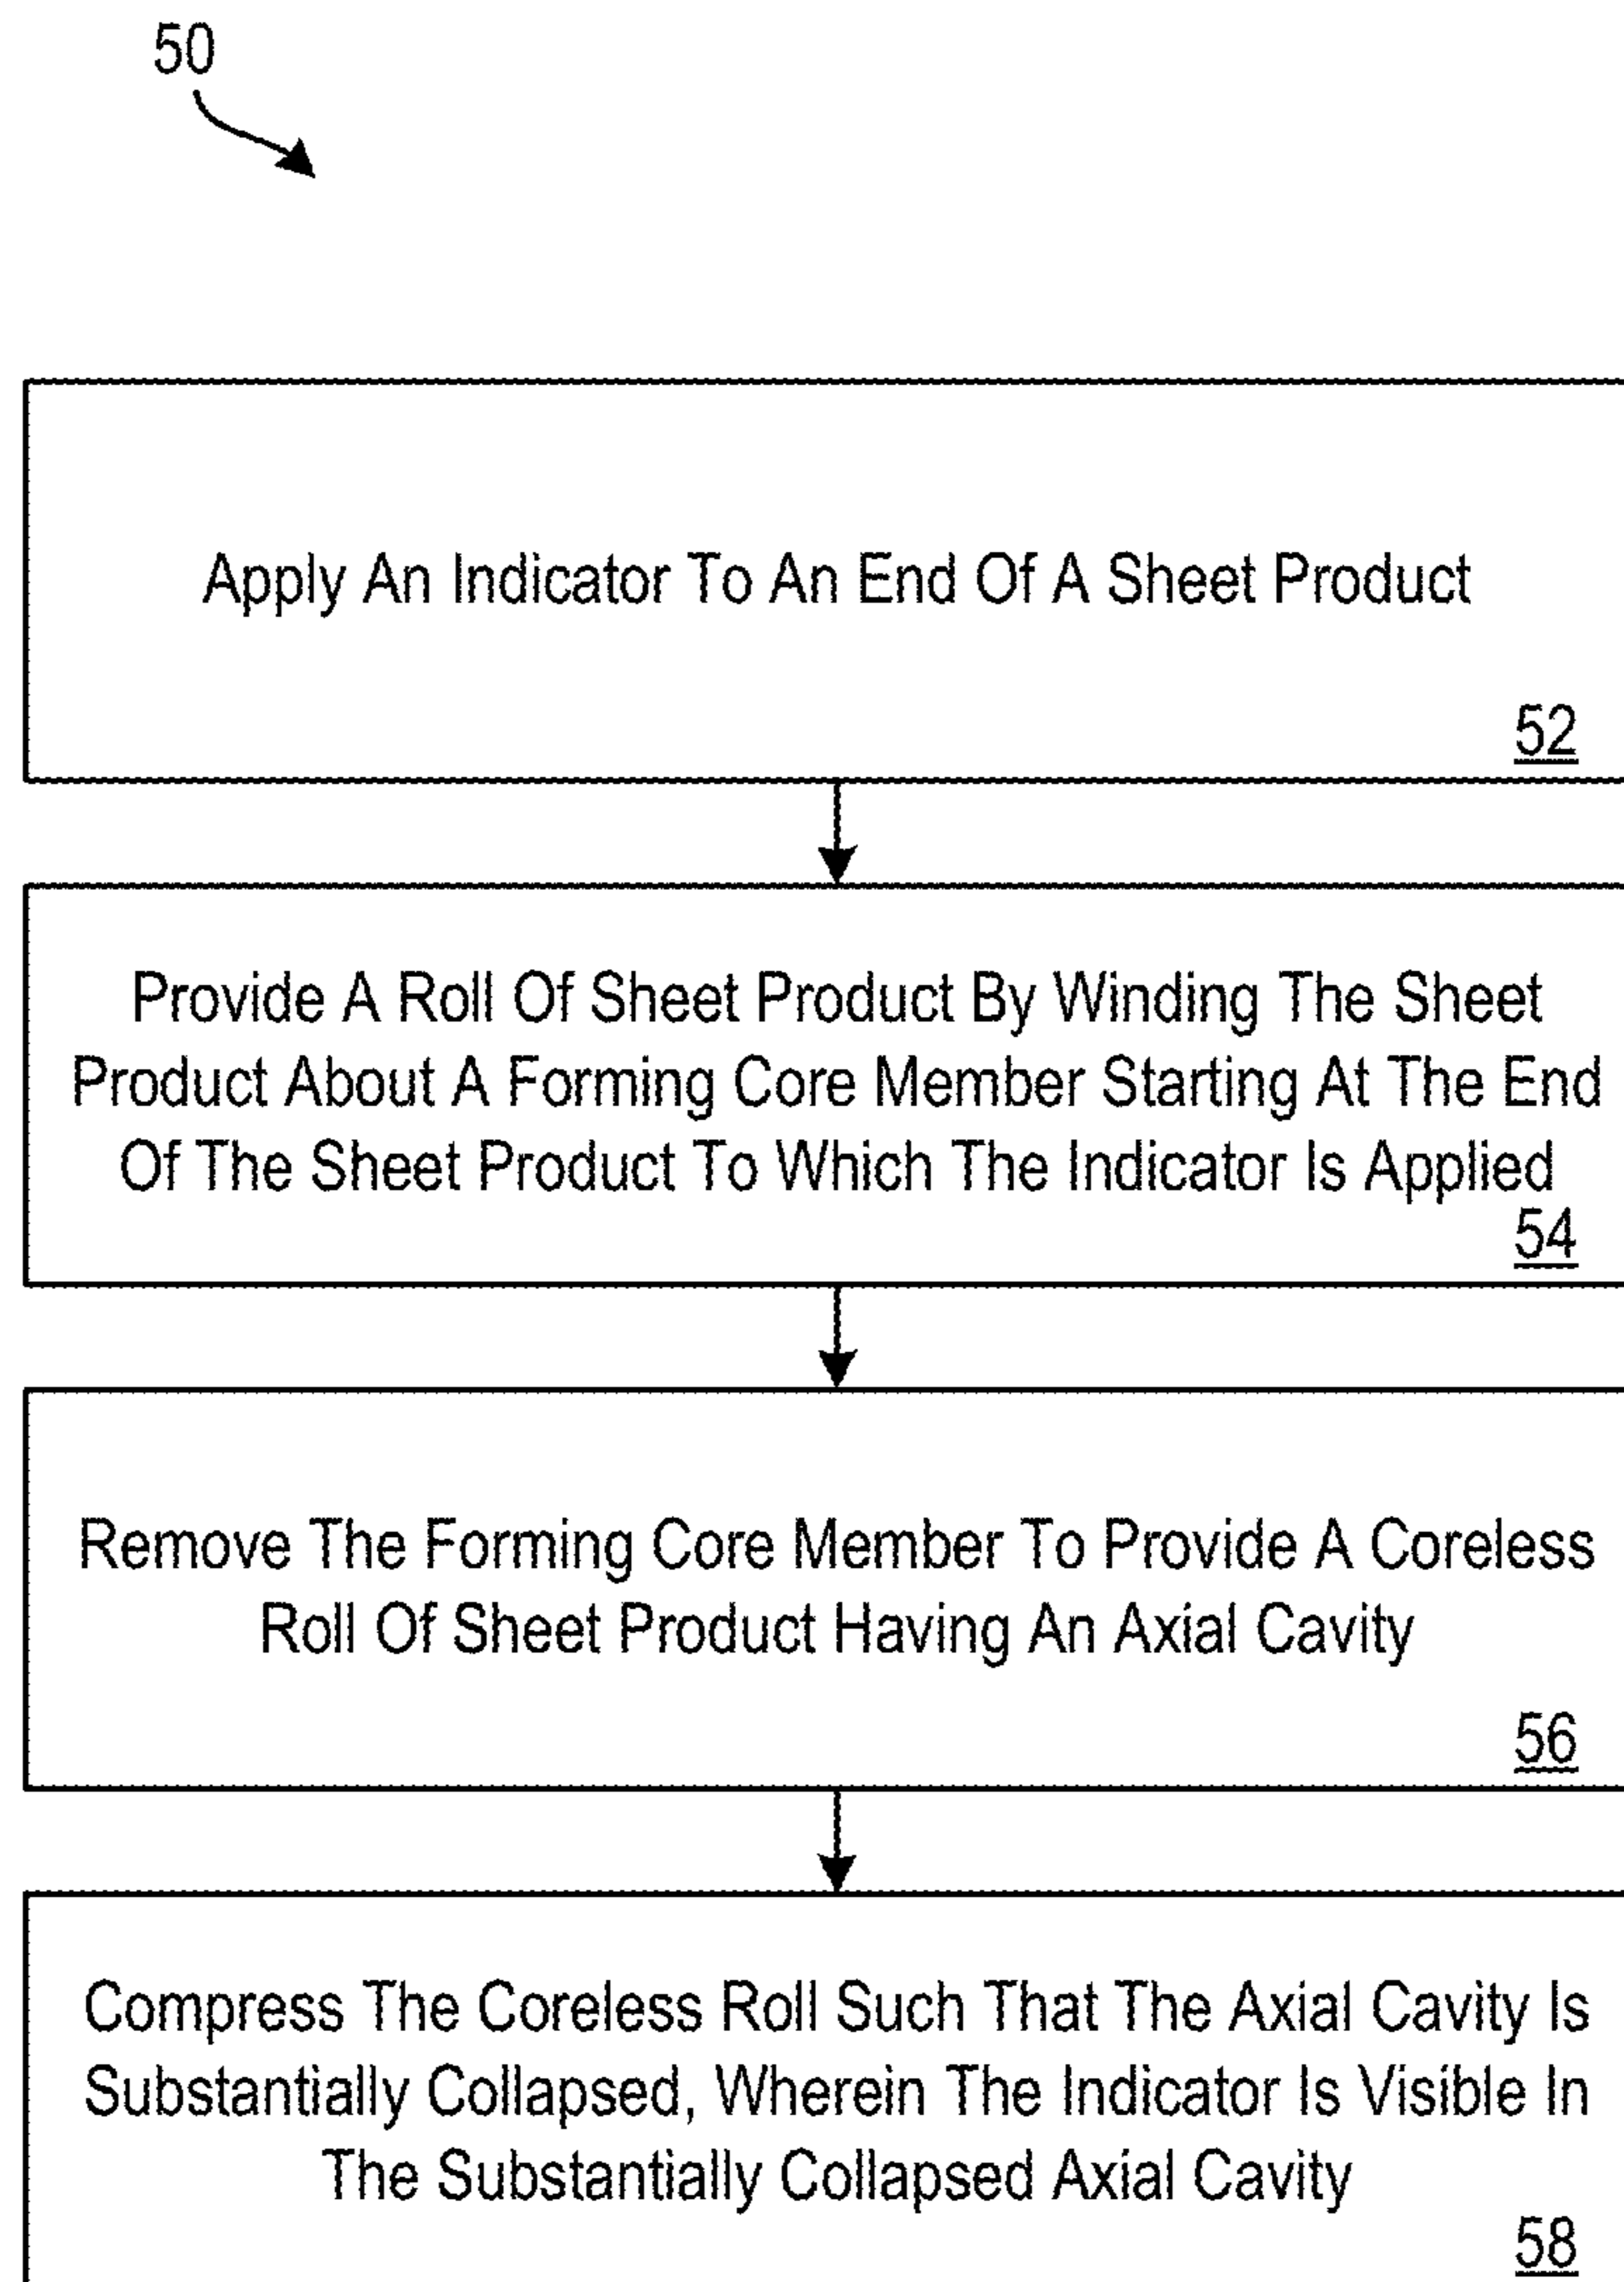 50
Apply An Indicator To An End Of A Sheet Product
52
Provide A Roll Of Sheet Product By Winding The Sheet
Product About A Forming Core Member Starting At The End
Of The Sheet Product To Which The Indicator Is Applied
54
Remove The Forming Core Member To Provide A Coreless
Roll Of Sheet Product Having An Axial Cavity
56
Compress The Coreless Roll Such That The Axial Cavity Is
Substantially Collapsed, Wherein The Indicator Is Visible In
The Substantially Collapsed Axial Cavity
58